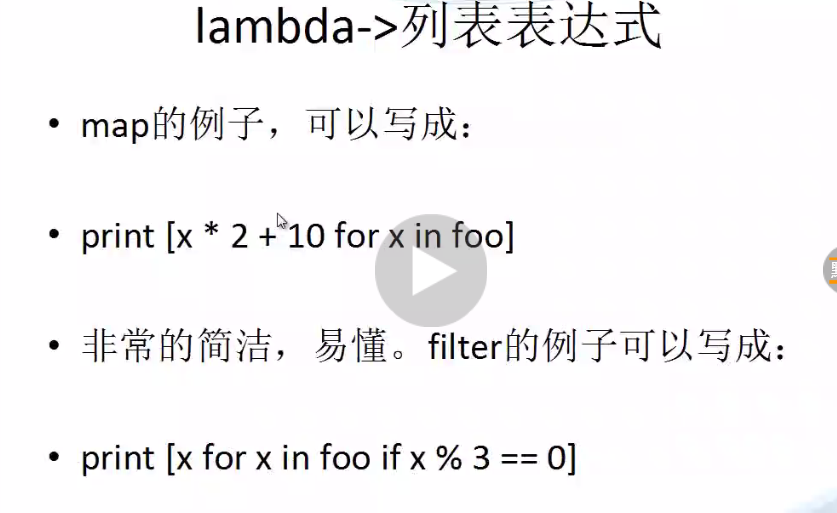 lambda->列表表达式
• map的例子，可以写成：
• print [x * 2 + 10 for x in foo]
• 非常的简洁，易懂。filter的例子可以写成：
• print [x for x in foo if x % 3 == 0]